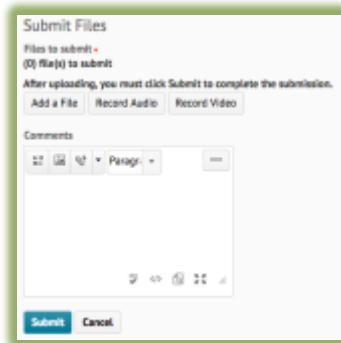 Submit Files
Files to submit *
(0) file(s) to submit
After uploading, you must click Submit to complete the submission.
Add a File Record Audio Record Video
Comments
Paragr
Submit Cancel